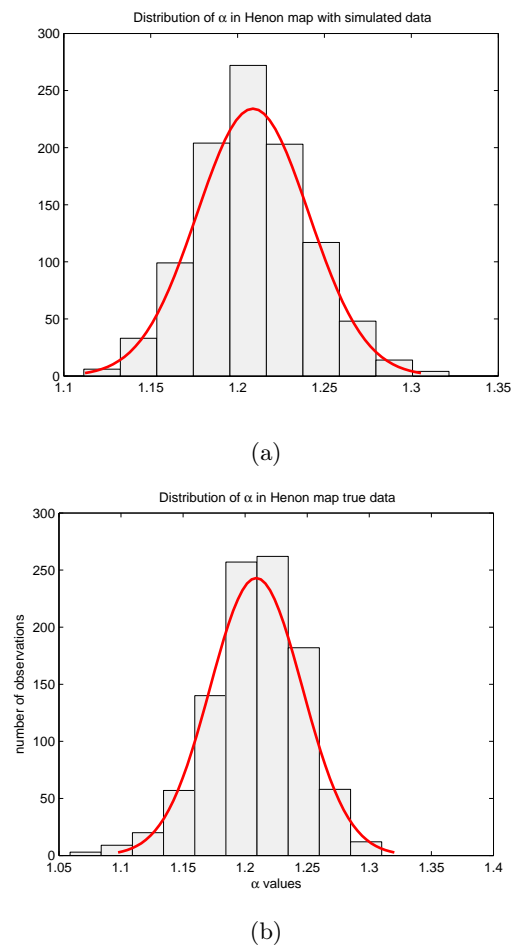 Distribution of α in Henon map with simulated data
300
250
200
150
100
50
0
1.1 1.15 1.2 1.25 1.3 1.35
(a)
Distribution of α in Henon map true data
300
250
200
150
100
50
0
number of observations
1.05 1.1 1.15 1.2 1.25 1.3 1.35 1.4
α values
(b)